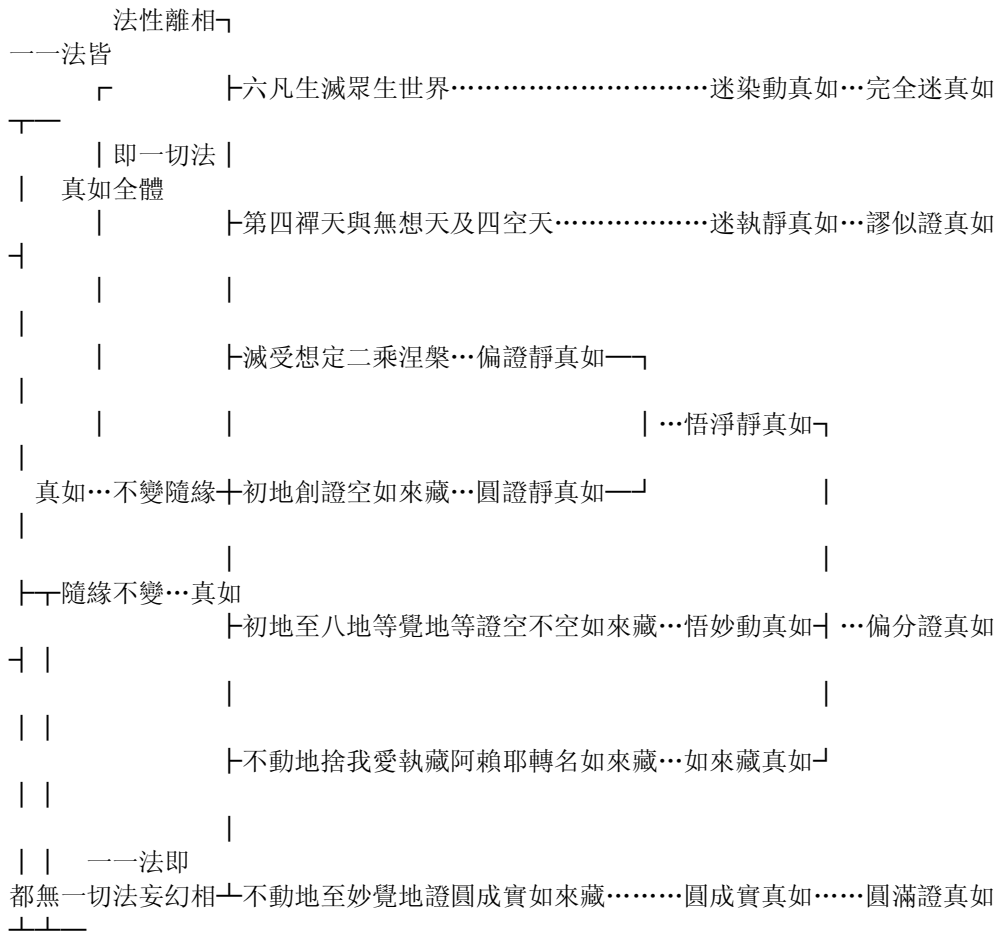 法性離相┐
一一法皆
┌ ├六凡生滅眾生世界…………………………迷染動真如…完全迷真如
┬─
│即一切法│
│ 真如全體
│ ├第四禪天與無想天及四空天………………迷執靜真如…謬似證真如
┤
│ │
│
│ ├滅受想定二乘涅槃…偏證靜真如─┐
│
│ │ │…悟淨靜真如┐
│
真如…不變隨緣┼初地創證空如來藏…圓證靜真如─┘ │
│
│ │
├┬隨緣不變…真如
├初地至八地等覺地等證空不空如來藏…悟妙動真如┤…偏分證真如
┤│
│ │
││
├不動地捨我愛執藏阿賴耶轉名如來藏…如來藏真如┘
││
│
││ 一一法即
都無一切法妄幻相┴不動地至妙覺地證圓成實如來藏………圓成實真如……圓滿證真如
┴┴─